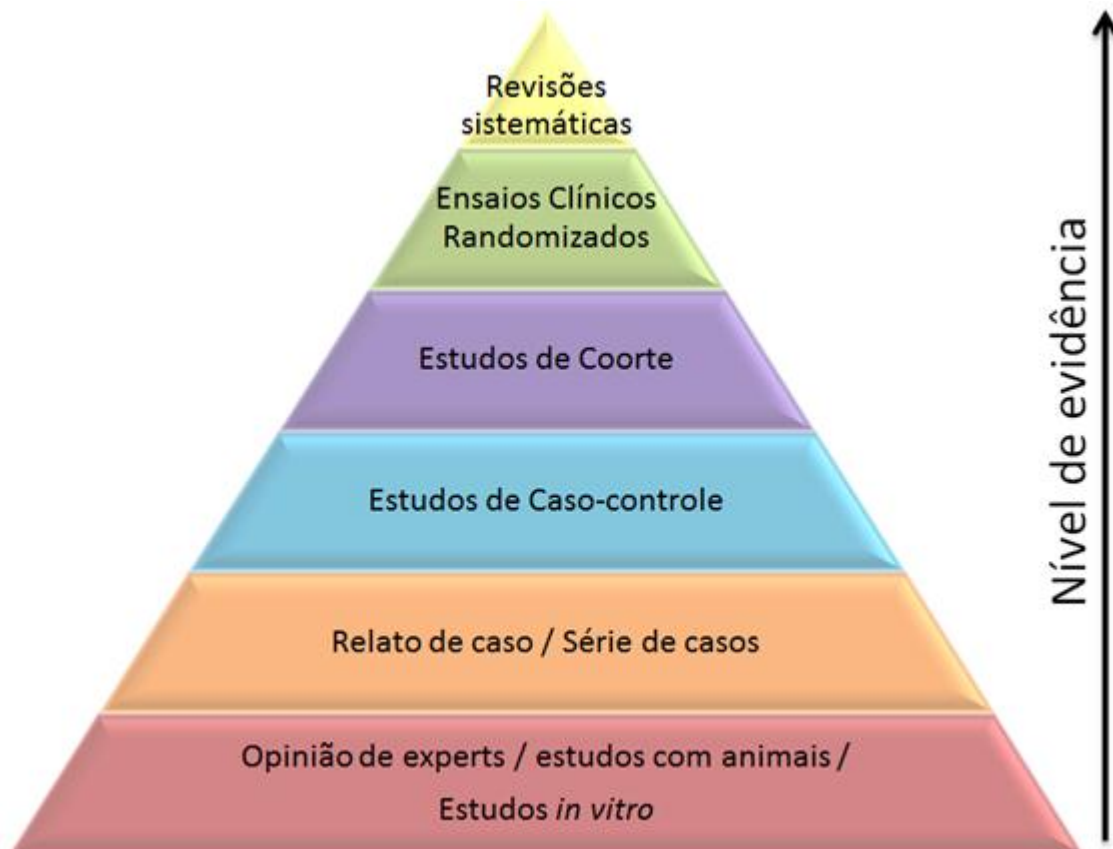 Revisões
sistemáticas
Ensaios Clínicos
Randomizados
Estudos de Coorte
Estudos de Caso-controle
Relato de caso / Série de casos
Opinião de experts / estudos com animais /
Estudos in vitro
Nível de evidência